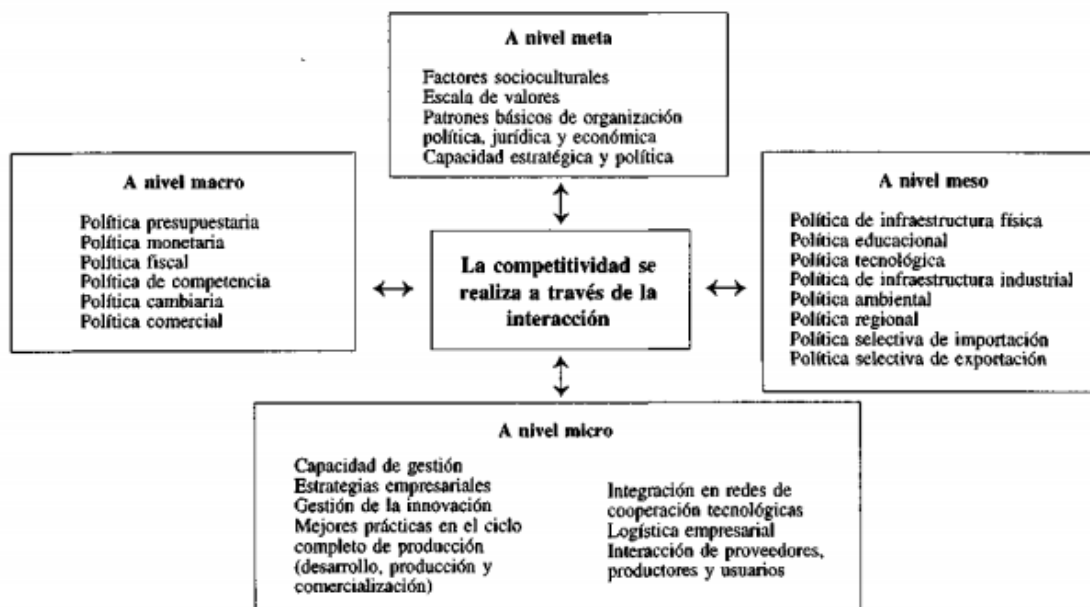 A nivel meta
Factores socioculturales
Escala de valores
Patrones básicos de organización
política, jurídica y económica
Capacidad estratégica y política
A nivel macro
Política presupuestaria
Política monetaria
Política fiscal
Política de competencia
Política cambiaria
Política comercial
La competitividad se
realiza a través de la
interacción
A nivel meso
Política de infraestructura física
Política educacional
Política tecnológica
Política de infraestructura industrial
Política ambiental
Política regional
Política selectiva de importación
Política selectiva de exportación
A nivel micro
Capacidad de gestión
Estrategias empresariales
Gestión de la innovación
Mejores prácticas en el ciclo
completo de producción
(desarrollo, producción y
comercialización)
Integración en redes de
cooperación tecnológicas
Logística empresarial
Interacción de proveedores,
productores y usuarios